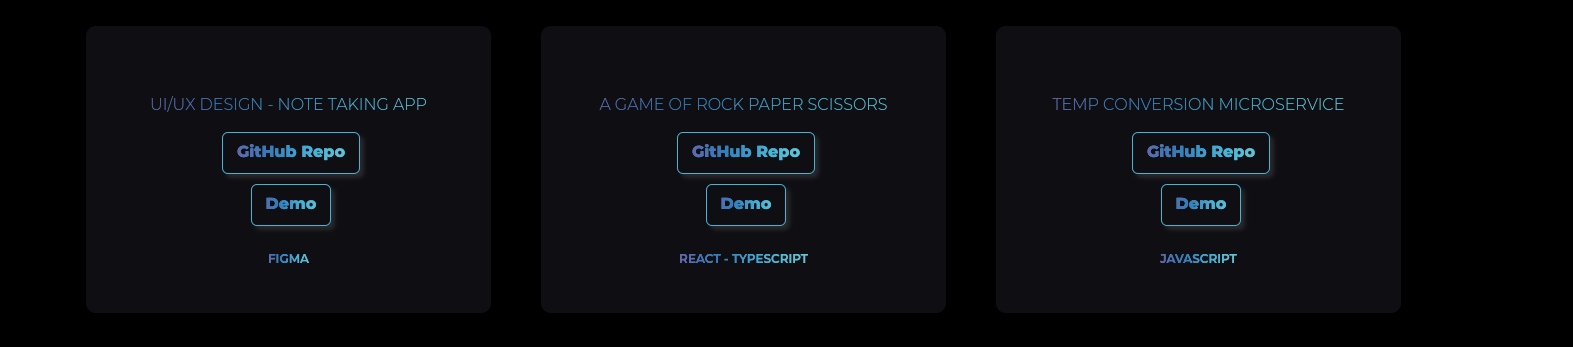 UI/UX DESIGN - NOTE TAKING APP
GitHub Repo
Demo
FIGMA
A GAME OF ROCK PAPER SCISSORS
GitHub Repo
Demo
REACT - TYPESCRIPT
TEMP CONVERSION MICROSERVICE
GitHub Repo
Demo
JAVASCRIPT